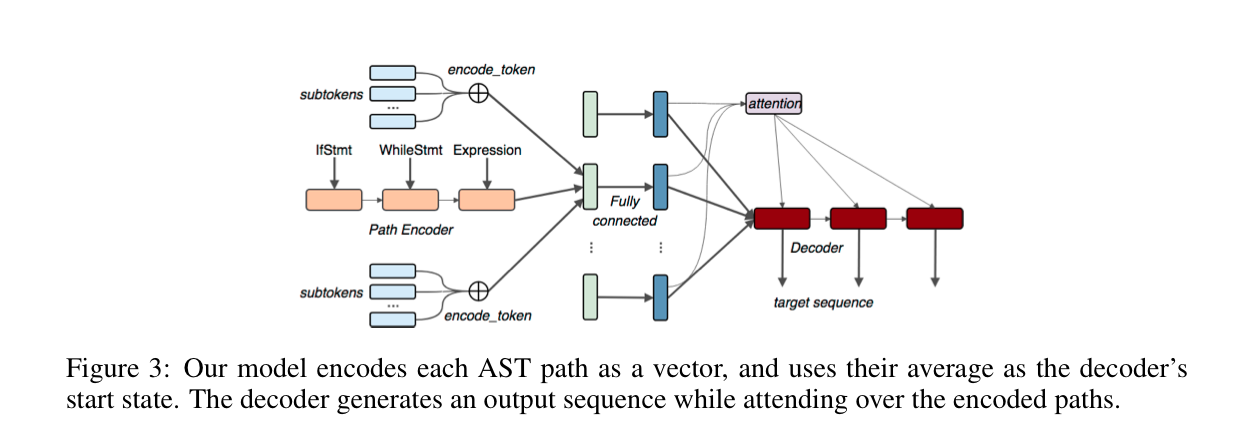 encode_token
subtokens
...
attention
IfStmt WhileStmt Expression
Fully
connected
Path Encoder
Decoder
subtokens
...
encode_token
target sequence
Figure 3: Our model encodes each AST path as a vector, and uses their average as the decoder's
start state. The decoder generates an output sequence while attending over the encoded paths.